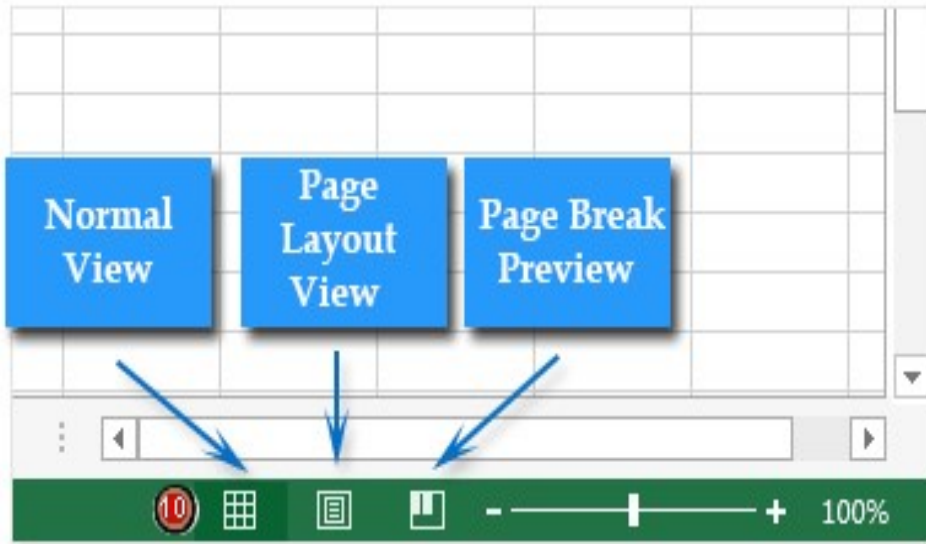 Normal
View
Page
Layout
View
Page Break
Preview
10
- + 100%